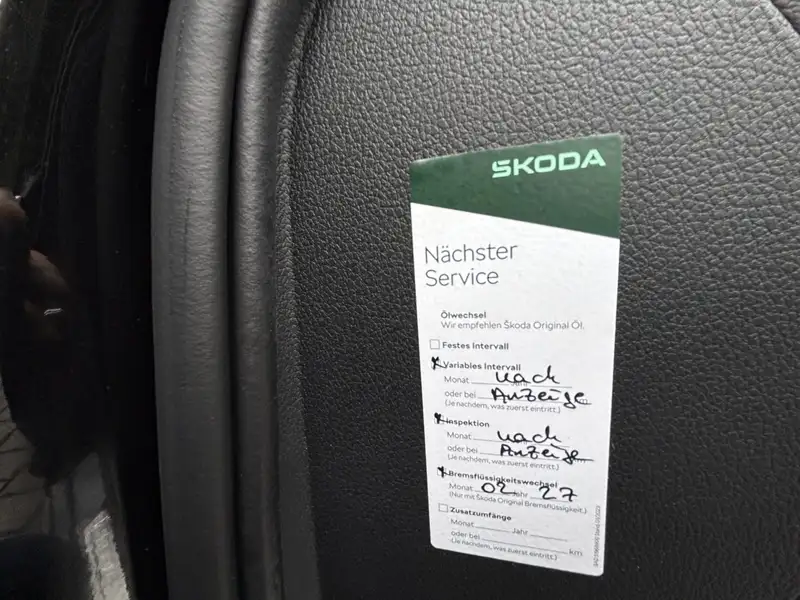 ŠKODA
Nächster
Service
Ölwechsel
Wir empfehlen Škoda Original Öl.
Festes Intervall
Variables Intervall
Monat nach
oder bei Anzeige
(Je nachdem, was zuerst eintritt.)
Inspektion
Monat nach
oder bei Anzeige
(Je nachdem, was zuerst eintritt.)
Bremsflüssigkeitswechsel
Monat 02 Jahr 27
(Nur mit Škoda Original Bremsflüssigkeit.)
Zusatzumfänge
Monat Jahr
oder bei km
(Je nachdem, was zuerst eintritt.)